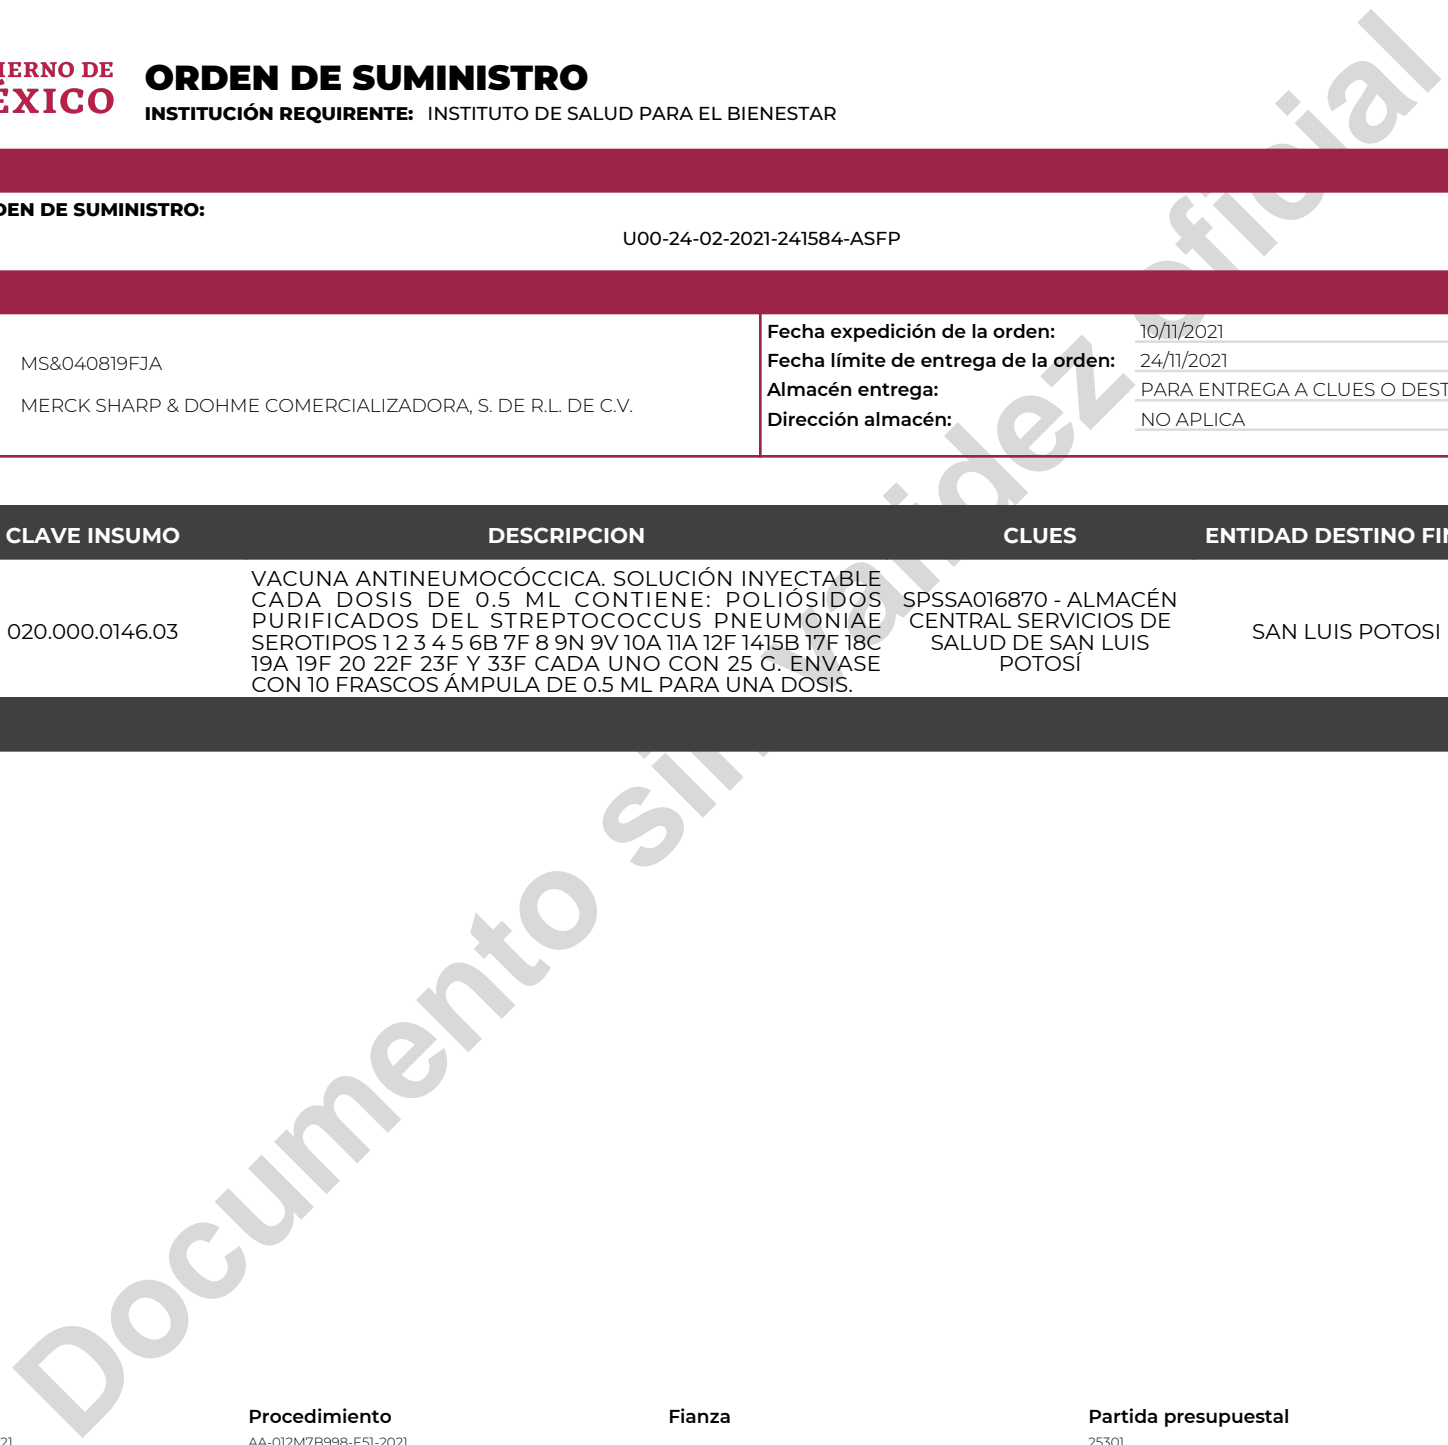 IERNO DE
ÉXICO
ORDEN DE SUMINISTRO
INSTITUCIÓN REQUIRENTE: INSTITUTO DE SALUD PARA EL BIENESTAR
DEN DE SUMINISTRO:
U00-24-02-2021-241584-ASFP
MS&040819FJA
MERCK SHARP & DOHME COMERCIALIZADORA, S. DE R.L. DE C.V.
Fecha expedición de la orden: 10/11/2021
Fecha límite de entrega de la orden: 24/11/2021
Almacén entrega: PARA ENTREGA A CLUES O DEST
Dirección almacén: NO APLICA
CLAVE INSUMO DESCRIPCION CLUES ENTIDAD DESTINO FIN
020.000.0146.03
VACUNA ANTINEUMOCÓCCICA. SOLUCIÓN INYECTABLE
CADA DOSIS DE 0.5 ML CONTIENE: POLIÓSIDOS
PURIFICADOS DEL STREPTOCOCCUS PNEUMONIAE
SEROTIPOS 1 2 3 4 5 6B 7F 8 9N 9V 10A 11A 12F 1415B 17F 18C
19A 19F 20 22F 23F Y 33F CADA UNO CON 25 G. ENVASE
CON 10 FRASCOS ÁMPULA DE 0.5 ML PARA UNA DOSIS.
SPSSA016870 - ALMACÉN
CENTRAL SERVICIOS DE
SALUD DE SAN LUIS
POTOSÍ
SAN LUIS POTOSI
Documento sin validez oficial
Procedimiento Fianza Partida presupuestal
21 AA-012M7B998-E51-2021 25301